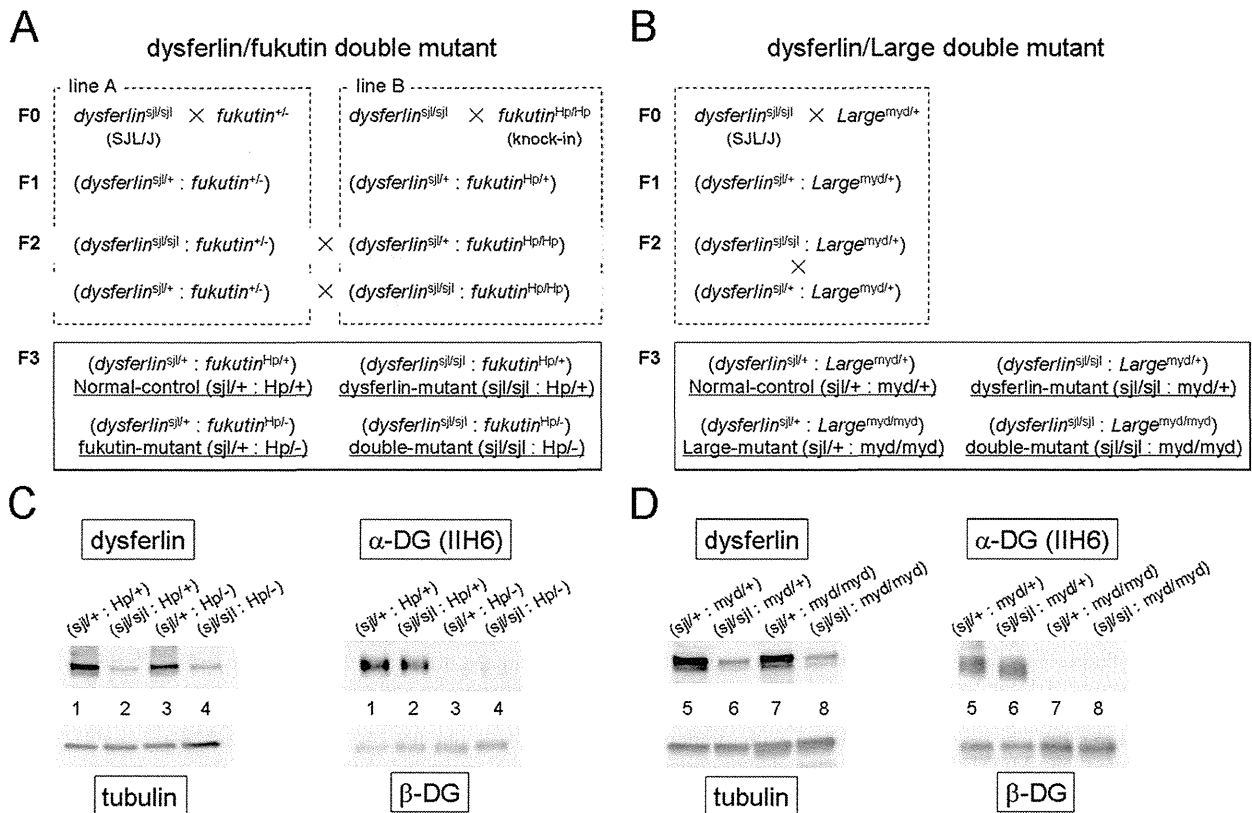 A
dysferlin/fukutin double mutant
line A
line B
F0
dysferlin^sjl/sjl × fukutin^+/-
(SJL/J)
dysferlin^sjl/sjl × fukutin^Hp/Hp
(knock-in)
F1
(dysferlin^sjl/+ : fukutin^+/-)
(dysferlin^sjl/+ : fukutin^Hp/+)
F2
(dysferlin^sjl/sjl : fukutin^+/-) × (dysferlin^sjl/+ : fukutin^Hp/Hp)
(dysferlin^sjl/+ : fukutin^+/-) × (dysferlin^sjl/sjl : fukutin^Hp/Hp)
F3
(dysferlin^sjl/+ : fukutin^Hp/+)
Normal-control (sjl/+ : Hp/+)
(dysferlin^sjl/sjl : fukutin^Hp/+)
dysferlin-mutant (sjl/sjl : Hp/+)
(dysferlin^sjl/+ : fukutin^Hp/-)
fukutin-mutant (sjl/+ : Hp/-)
(dysferlin^sjl/sjl : fukutin^Hp/-)
double-mutant (sjl/sjl : Hp/-)
B
dysferlin/Large double mutant
F0
dysferlin^sjl/sjl × Large^myd/+
(SJL/J)
F1
(dysferlin^sjl/+ : Large^myd/+)
F2
(dysferlin^sjl/sjl : Large^myd/+)
×
(dysferlin^sjl/+ : Large^myd/+)
F3
(dysferlin^sjl/+ : Large^myd/+)
Normal-control (sjl/+ : myd/+)
(dysferlin^sjl/sjl : Large^myd/+)
dysferlin-mutant (sjl/sjl : myd/+)
(dysferlin^sjl/+ : Large^myd/myd)
Large-mutant (sjl/+ : myd/myd)
(dysferlin^sjl/sjl : Large^myd/myd)
double-mutant (sjl/sjl : myd/myd)
C
dysferlin
(sjl/+ : Hp/+)
(sjl/sjl : Hp/+)
(sjl/+ : Hp/-)
(sjl/sjl : Hp/-)
1 2 3 4
tubulin
α-DG (IIH6)
(sjl/+ : Hp/+)
(sjl/sjl : Hp/+)
(sjl/+ : Hp/-)
(sjl/sjl : Hp/-)
1 2 3 4
β-DG
D
dysferlin
(sjl/+ : myd/+)
(sjl/sjl : myd/+)
(sjl/+ : myd/myd)
(sjl/sjl : myd/myd)
5 6 7 8
tubulin
α-DG (IIH6)
(sjl/+ : myd/+)
(sjl/sjl : myd/+)
(sjl/+ : myd/myd)
(sjl/sjl : myd/myd)
5 6 7 8
β-DG